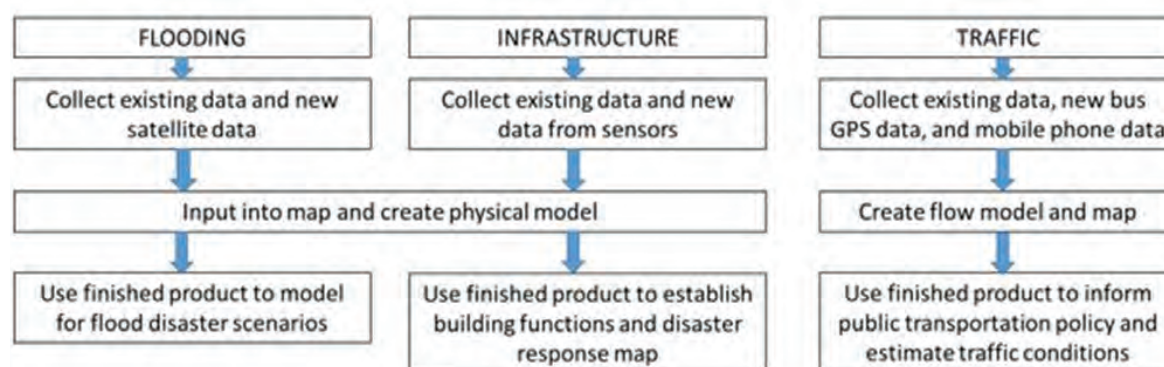 FLOODING
Collect existing data and new
satellite data
INFRASTRUCTURE
Collect existing data and new
data from sensors
TRAFFIC
Collect existing data, new bus
GPS data, and mobile phone data
Input into map and create physical model
Create flow model and map
Use finished product to model
for flood disaster scenarios
Use finished product to establish
building functions and disaster
response map
Use finished product to inform
public transportation policy and
estimate traffic conditions